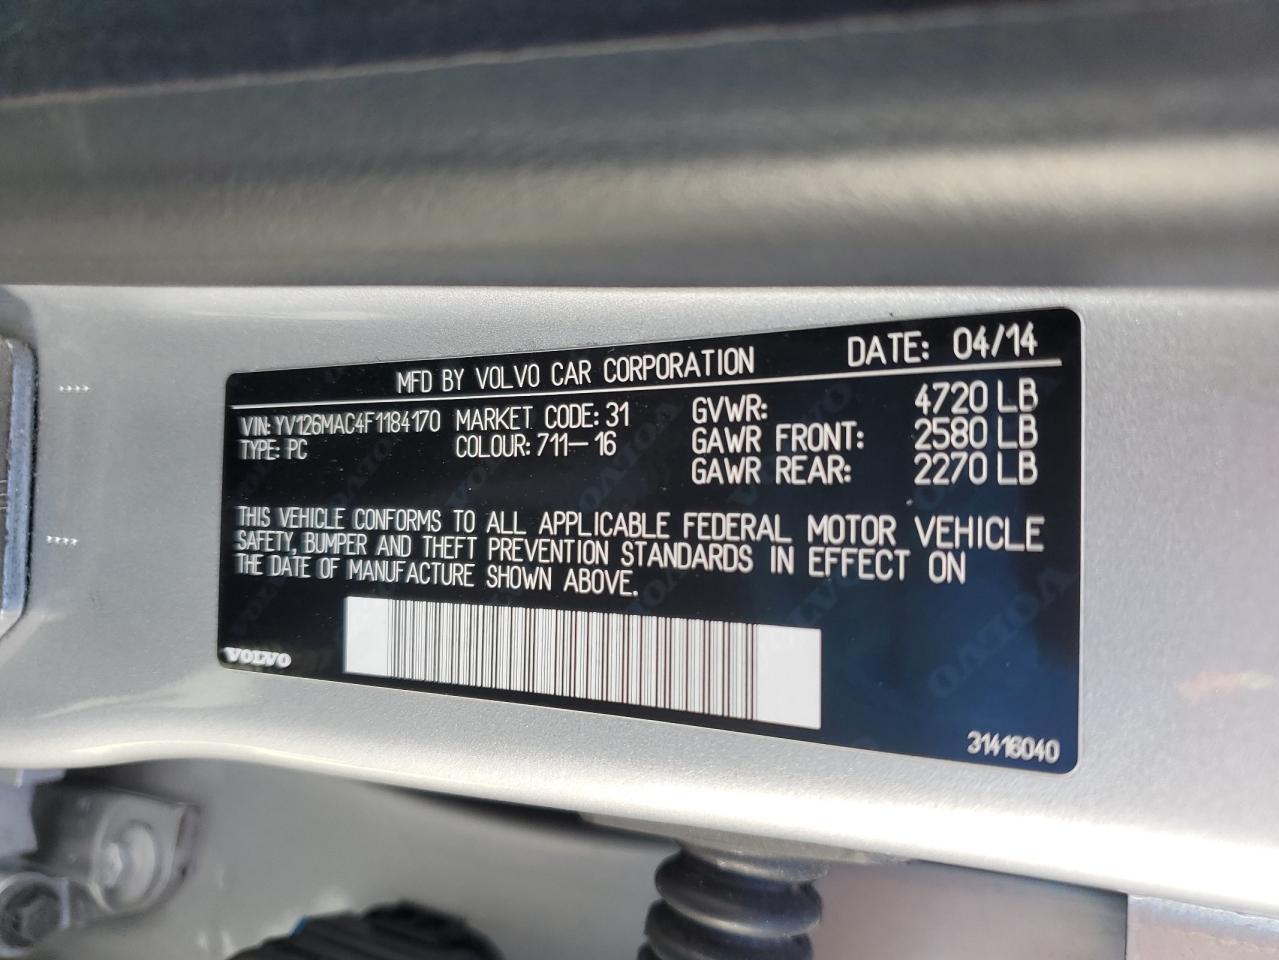 MFD BY VOLVO CAR CORPORATION DATE: 04/14
VIN: YV126MAC4F1184170 MARKET CODE: 31 GVWR: 4720 LB
TYPE: PC COLOUR: 711-16 GAWR FRONT: 2580 LB
GAWR REAR: 2270 LB
THIS VEHICLE CONFORMS TO ALL APPLICABLE FEDERAL MOTOR VEHICLE
SAFETY, BUMPER AND THEFT PREVENTION STANDARDS IN EFFECT ON
THE DATE OF MANUFACTURE SHOWN ABOVE.
VOLVO
31416040